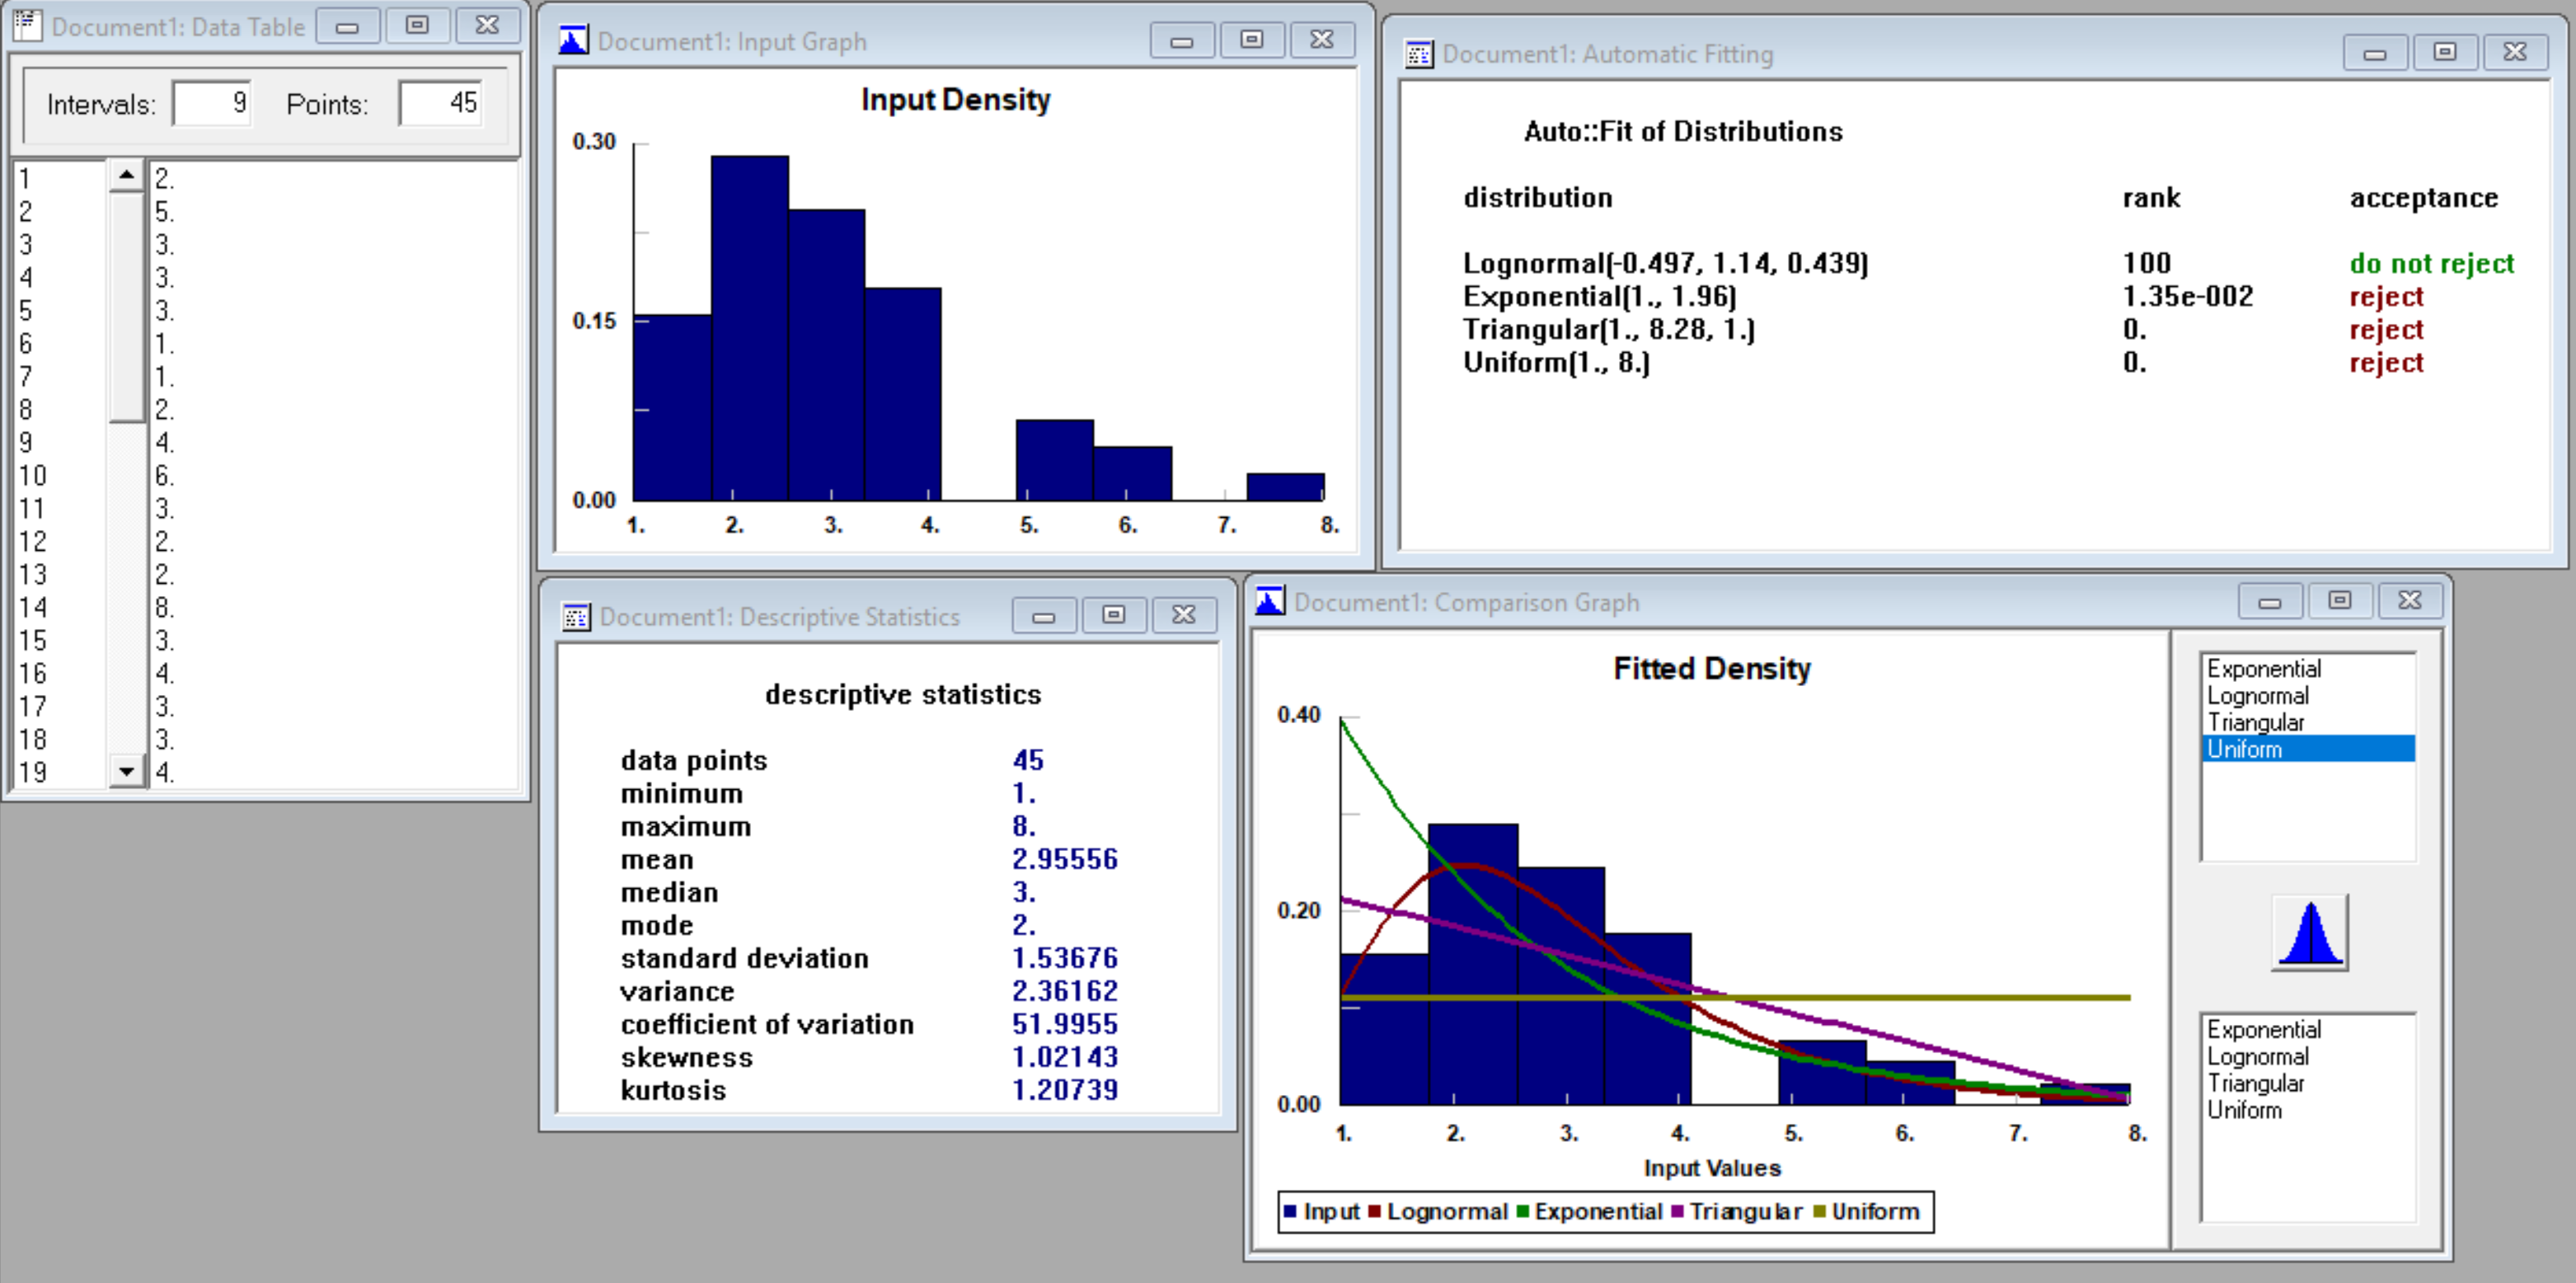 Document1: Data Table
Intervals: 9 Points: 45
1 2.
2 5.
3 3.
4 3.
5 3.
6 1.
7 1.
8 2.
9 4.
10 6.
11 3.
12 2.
13 2.
14 8.
15 3.
16 4.
17 3.
18 3.
19 4.
Document1: Input Graph
Input Density
0.30
0.15
0.00
1. 2. 3. 4. 5. 6. 7. 8.
Document1: Automatic Fitting
Auto::Fit of Distributions
distribution rank acceptance
Lognormal(-0.497, 1.14, 0.439) 100 do not reject
Exponential(1., 1.96) 1.35e-002 reject
Triangular(1., 8.28, 1.) 0. reject
Uniform(1., 8.) 0. reject
Document1: Descriptive Statistics
descriptive statistics
data points 45
minimum 1.
maximum 8.
mean 2.95556
median 3.
mode 2.
standard deviation 1.53676
variance 2.36162
coefficient of variation 51.9955
skewness 1.02143
kurtosis 1.20739
Document1: Comparison Graph
Fitted Density
0.40
0.20
0.00
1. 2. 3. 4. 5. 6. 7. 8.
Input Values
Input Lognormal Exponential Triangular Uniform
Exponential
Lognormal
Triangular
Uniform
Exponential
Lognormal
Triangular
Uniform